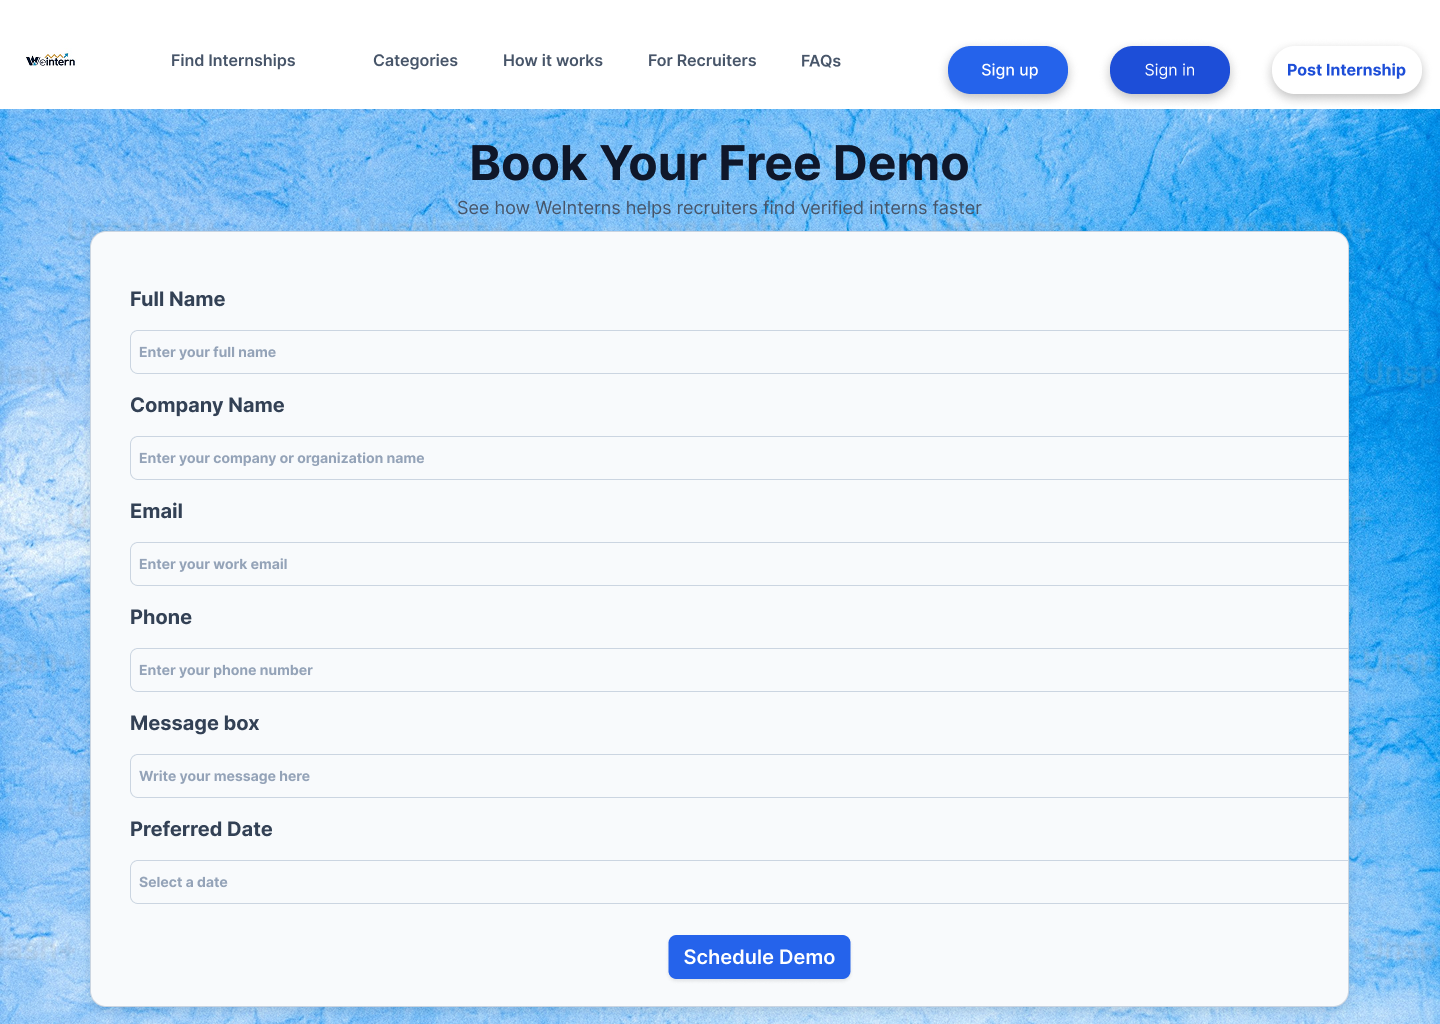 WeIntern
Find Internships
Categories
How it works
For Recruiters
FAQs
Sign up
Sign in
Post Internship
Book Your Free Demo
See how WeInterns helps recruiters find verified interns faster
Full Name
Enter your full name
Company Name
Enter your company or organization name
Email
Enter your work email
Phone
Enter your phone number
Message box
Write your message here
Preferred Date
Select a date
Schedule Demo